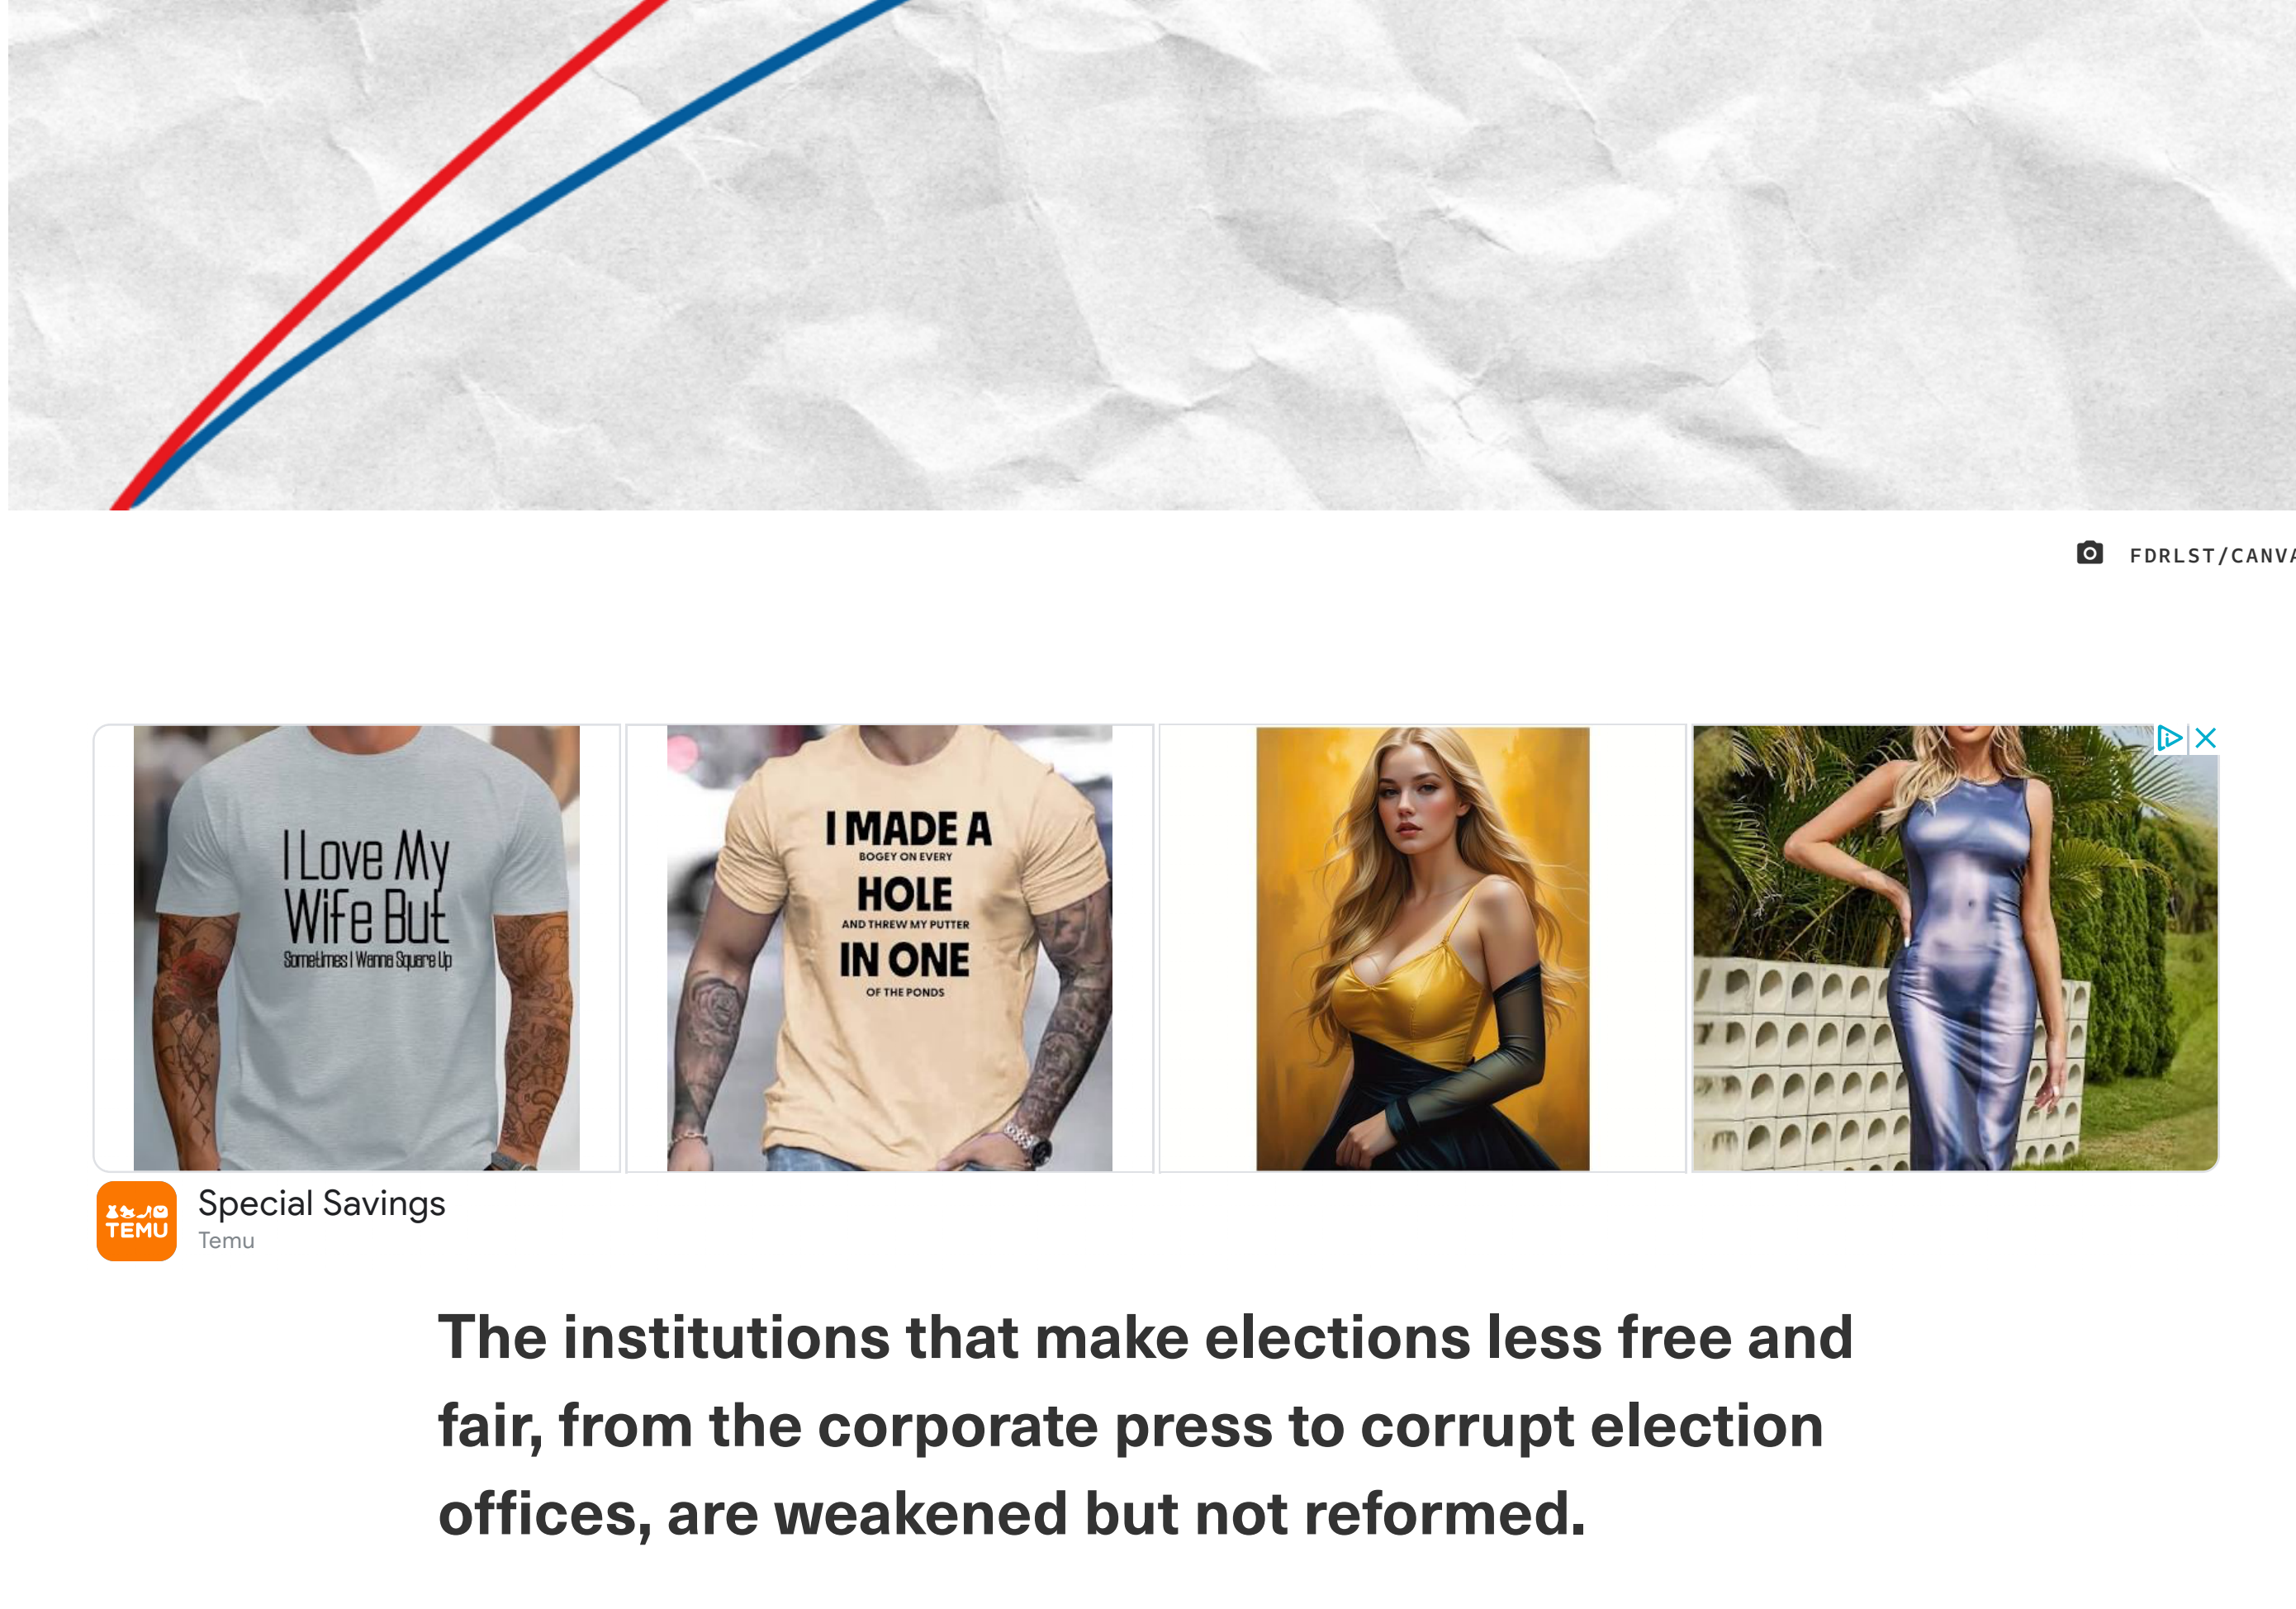 FDRLST/CANVA
I Love My
Wife But
Sometimes I Wanna Square Up
I MADE A
BOGEY ON EVERY
HOLE
AND THREW MY PUTTER
IN ONE
OF THE PONDS
TEMU
Special Savings
Temu
The institutions that make elections less free and
fair, from the corporate press to corrupt election
offices, are weakened but not reformed.